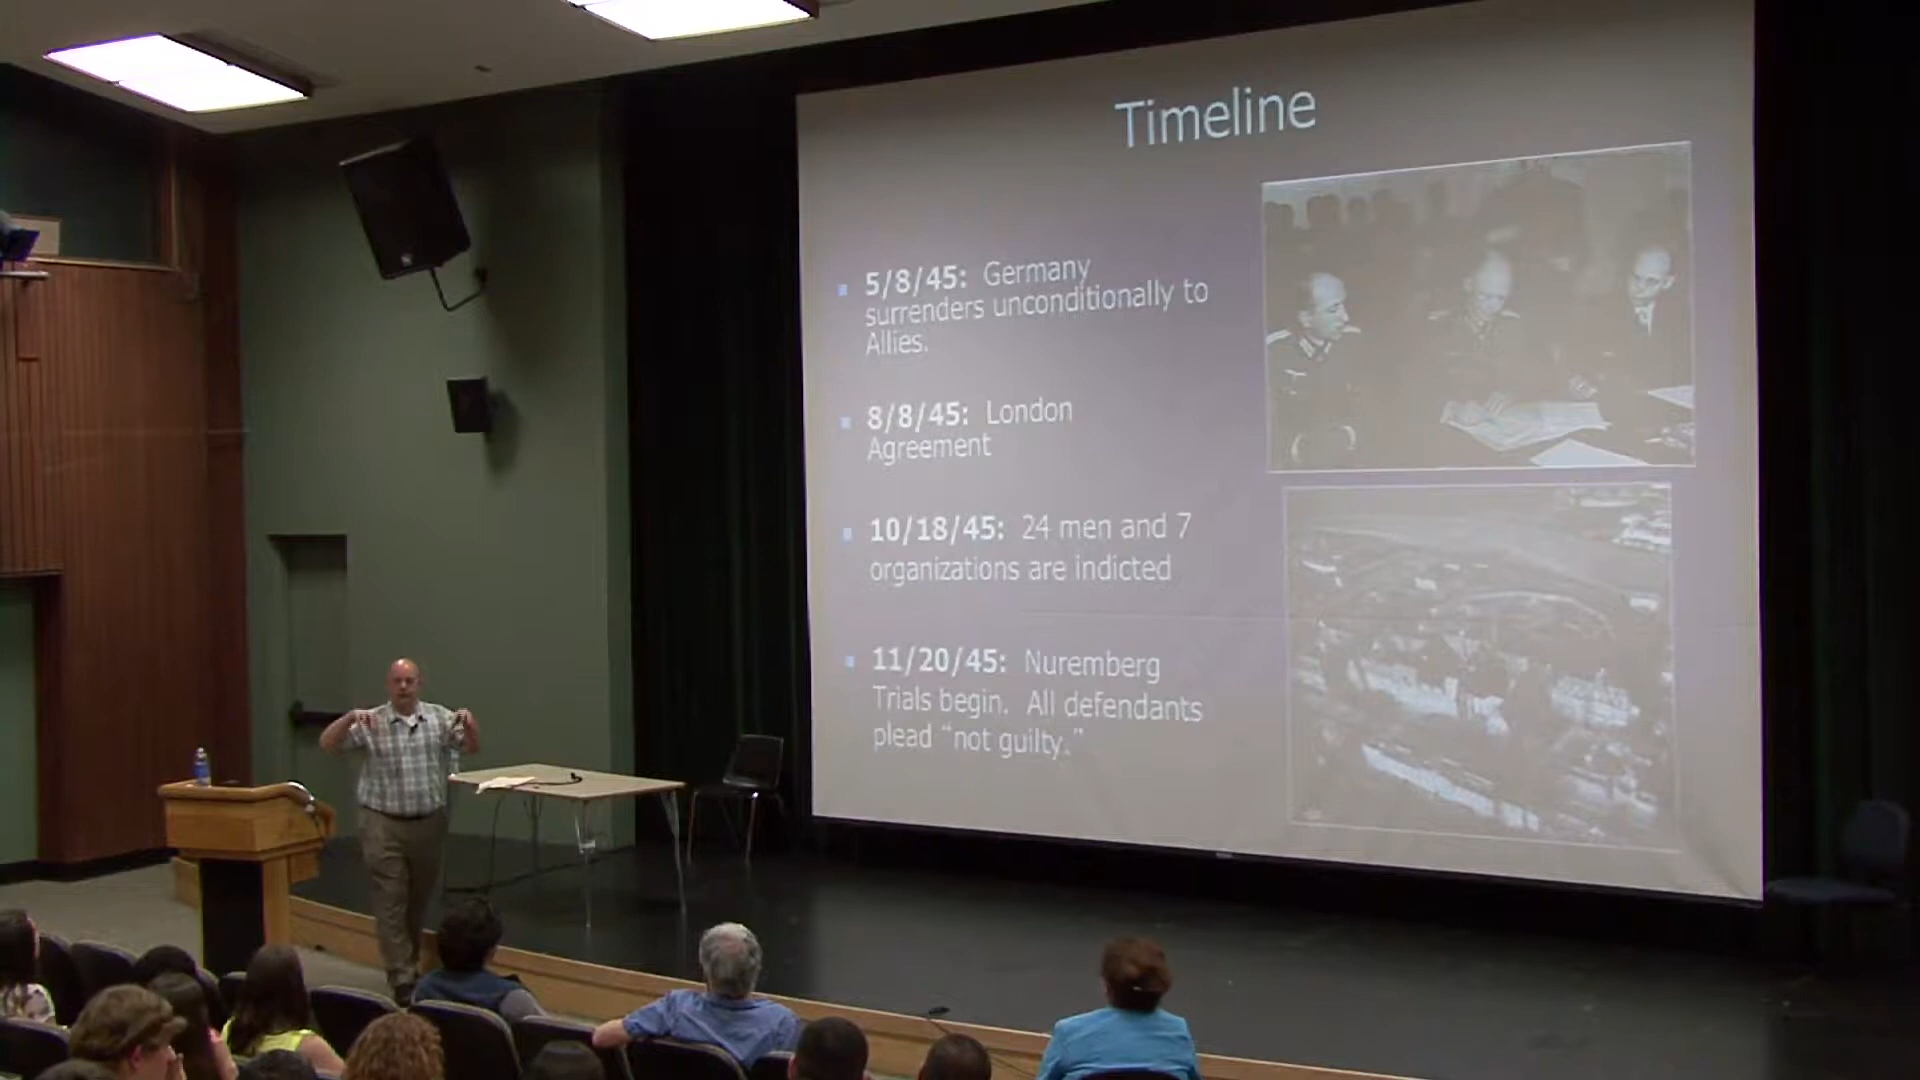 Timeline
5/8/45: Germany
surrenders unconditionally to
Allies.
8/8/45: London
Agreement
10/18/45: 24 men and 7
organizations are indicted
11/20/45: Nuremberg
Trials begin. All defendants
plead “not guilty.”